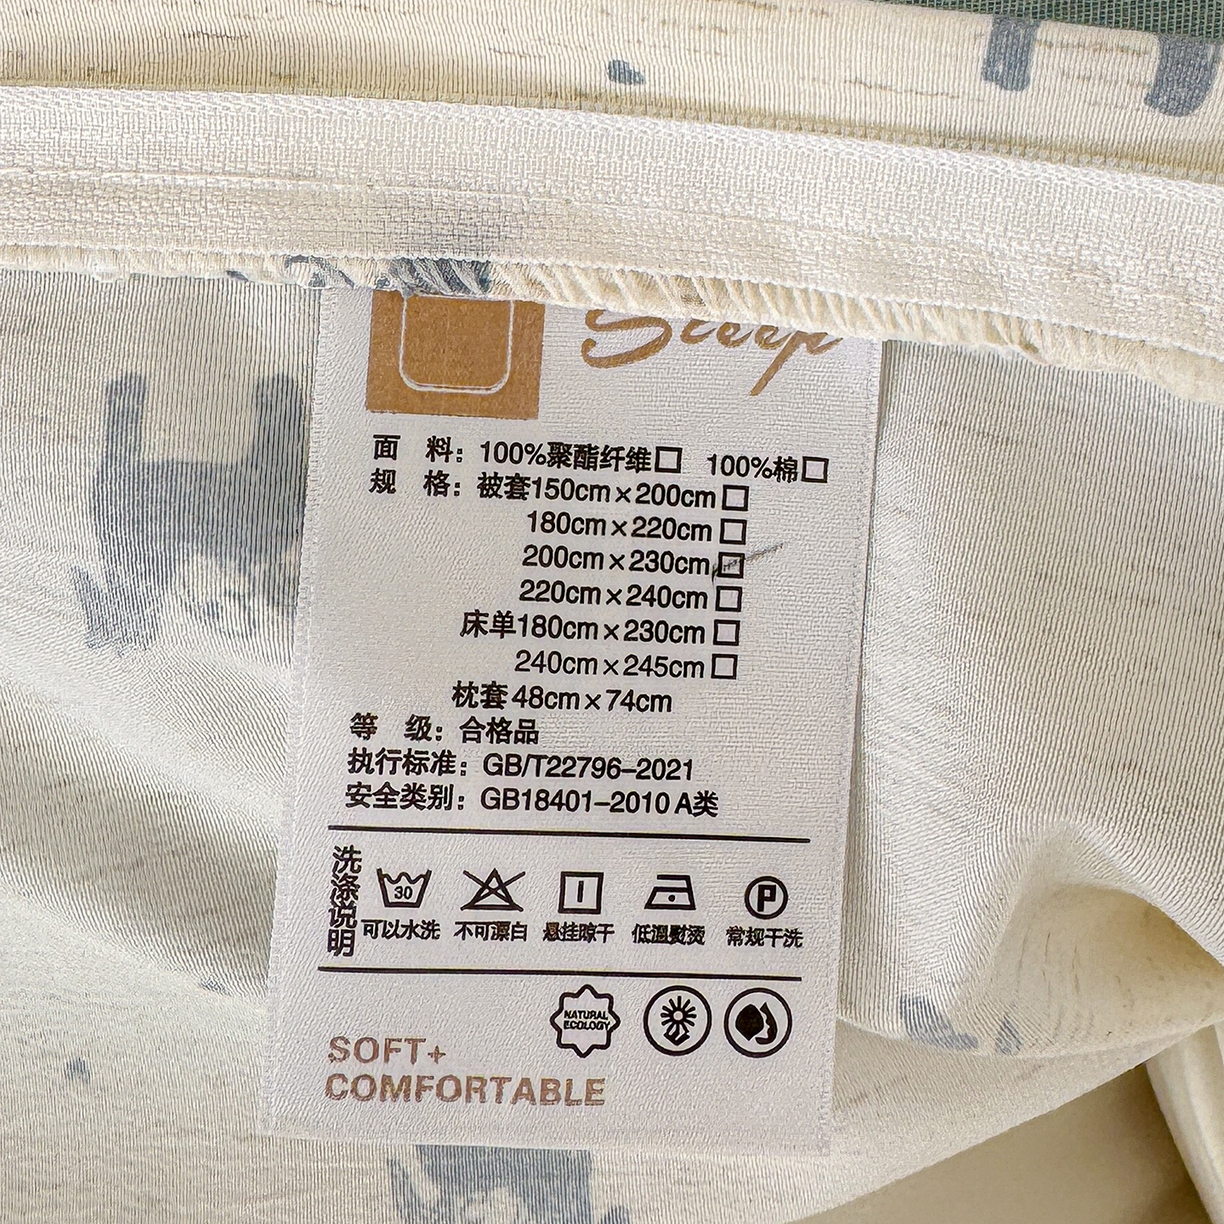 Sleep
面 料：100%聚酯纤维□ 100%棉□
规 格：被套150cm×200cm□
180cm×220cm□
200cm×230cm☑
220cm×240cm□
床单180cm×230cm□
240cm×245cm□
枕套48cm×74cm
等 级：合格品
执行标准：GB/T22796-2021
安全类别：GB18401-2010 A类
洗涤说明
30 P
可以水洗 不可漂白 悬挂晾干 低温熨烫 常规干洗
NATURAL
ECOLOGY
SOFT+
COMFORTABLE